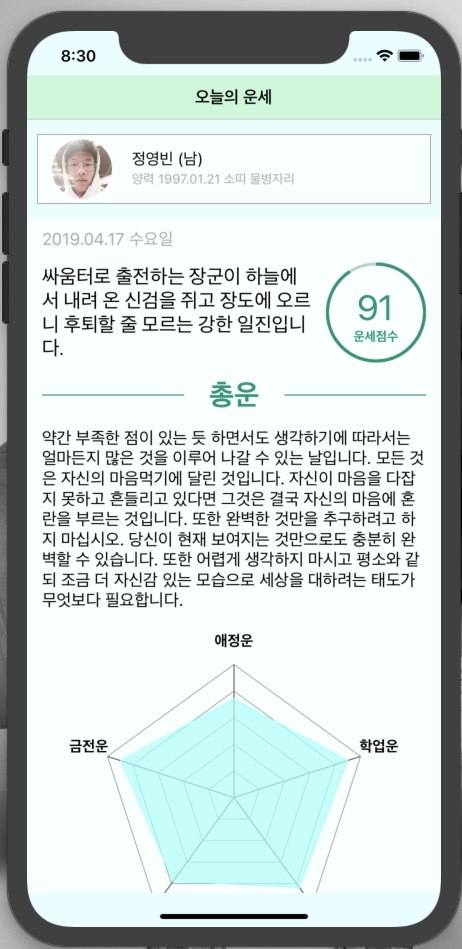 8:30
오늘의 운세
정영빈 (남)
양력 1997.01.21 소띠 물병자리
2019.04.17 수요일
싸움터로 출전하는 장군이 하늘에
서 내려 온 신검을 쥐고 장도에 오르
니 후퇴할 줄 모르는 강한 일진입니
다.
91
운세점수
총운
약간 부족한 점이 있는 듯 하면서도 생각하기에 따라서는
얼마든지 많은 것을 이루어 나갈 수 있는 날입니다. 모든 것
은 자신의 마음먹기에 달린 것입니다. 자신이 마음을 다잡
지 못하고 흔들리고 있다면 그것은 결국 자신의 마음에 혼
란을 부르는 것입니다. 또한 완벽한 것만을 추구하려고 하
지 마십시오. 당신이 현재 보여지는 것만으로도 충분히 완
벽할 수 있습니다. 또한 어렵게 생각하지 마시고 평소와 같
되 조금 더 자신감 있는 모습으로 세상을 대하려는 태도가
무엇보다 필요합니다.
애정운
금전운
학업운